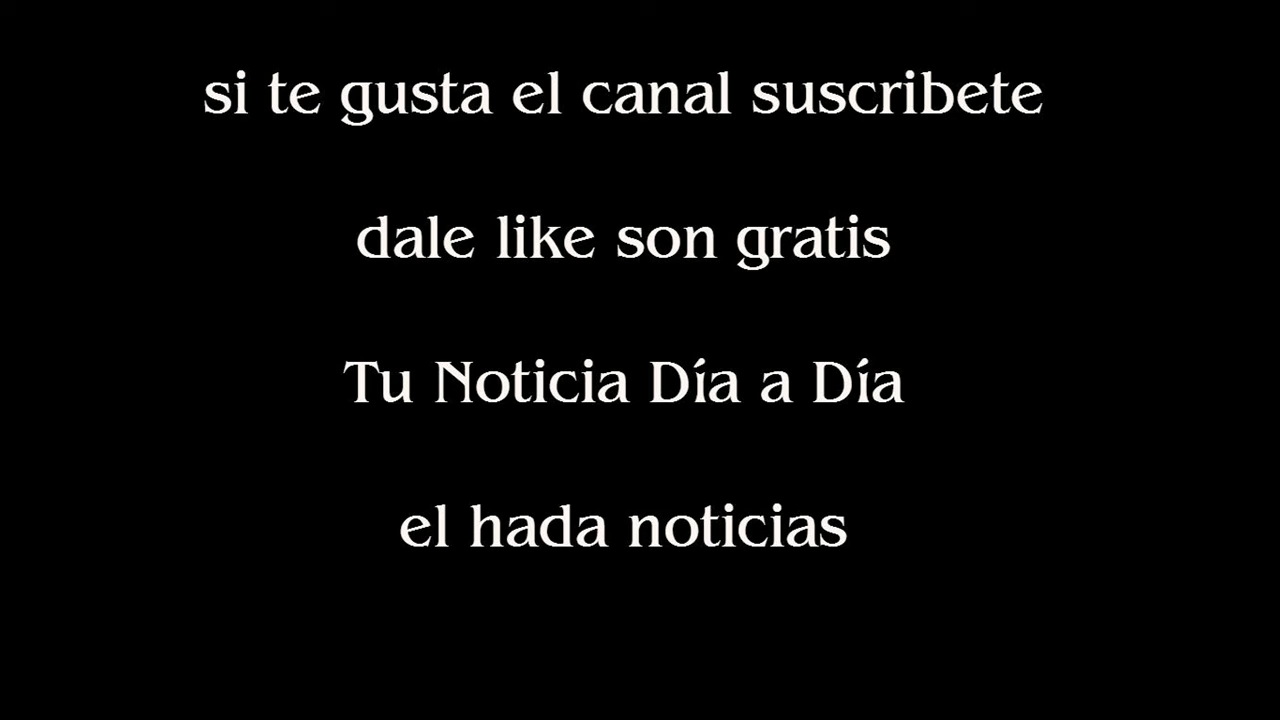 si te gusta el canal suscribete
dale like son gratis
Tu Noticia Día a Día
el hada noticias